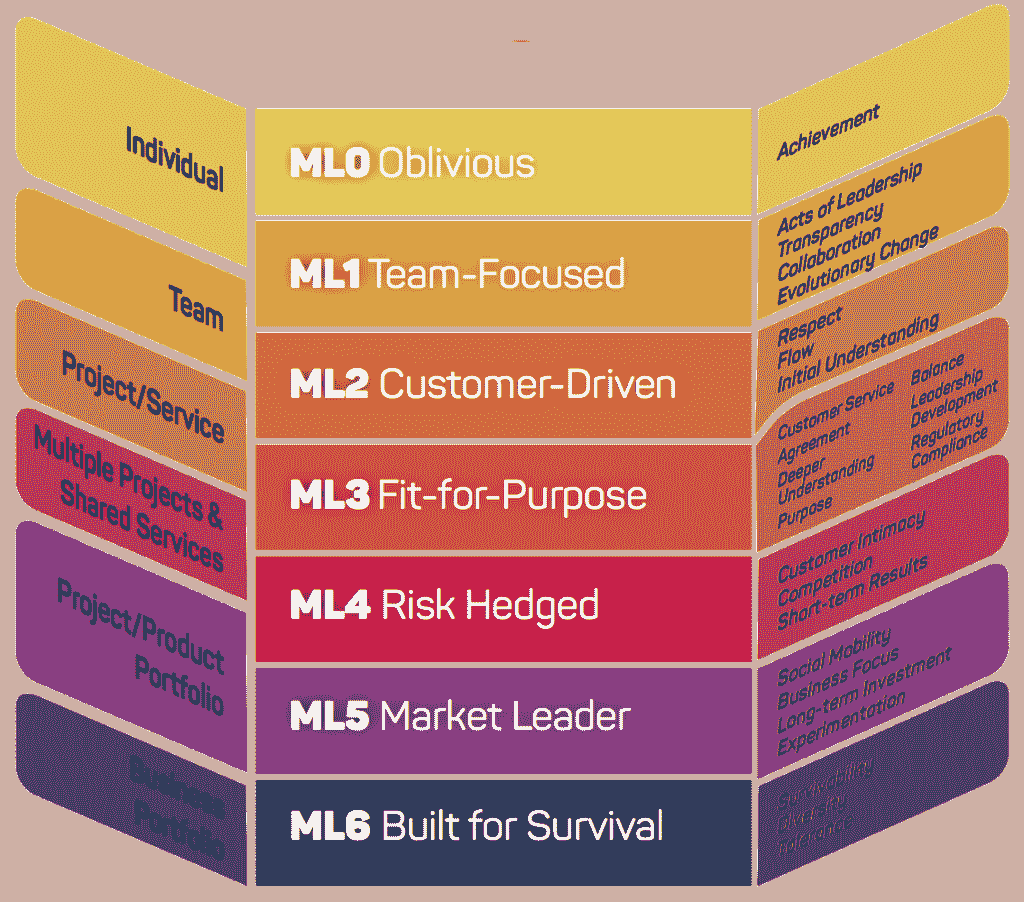 Individual
Team
Project/Service
Multiple Projects &
Shared Services
Project/Product
Portfolio
Business
Portfolio
ML0 Oblivious
ML1 Team-Focused
ML2 Customer-Driven
ML3 Fit-for-Purpose
ML4 Risk Hedged
ML5 Market Leader
ML6 Built for Survival
Achievement
Acts of Leadership
Transparency
Collaboration
Evolutionary Change
Respect
Flow
Initial Understanding
Customer Service
Agreement
Deeper
Understanding
Purpose
Balance
Leadership
Development
Regulatory
Compliance
Customer Intimacy
Competition
Short-term Results
Social Mobility
Business Focus
Long-term Investment
Experimentation
Survivability
Diversity
Tolerance